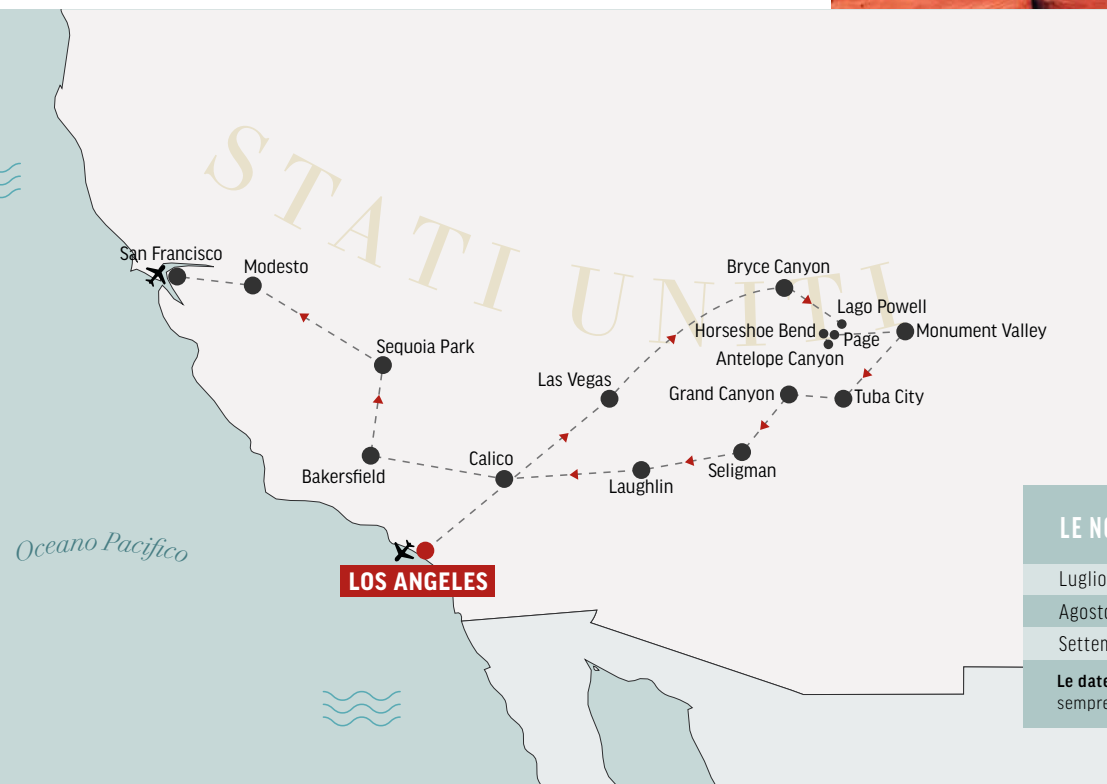 STATI UNITI
San Francisco
Modesto
Bryce Canyon
Lago Powell
Horseshoe Bend
Page
Monument Valley
Antelope Canyon
Sequoia Park
Las Vegas
Grand Canyon
Tuba City
Calico
Bakersfield
Laughlin
Seligman
Oceano Pacifico
LOS ANGELES
LE
Luglio
Le date
sempre